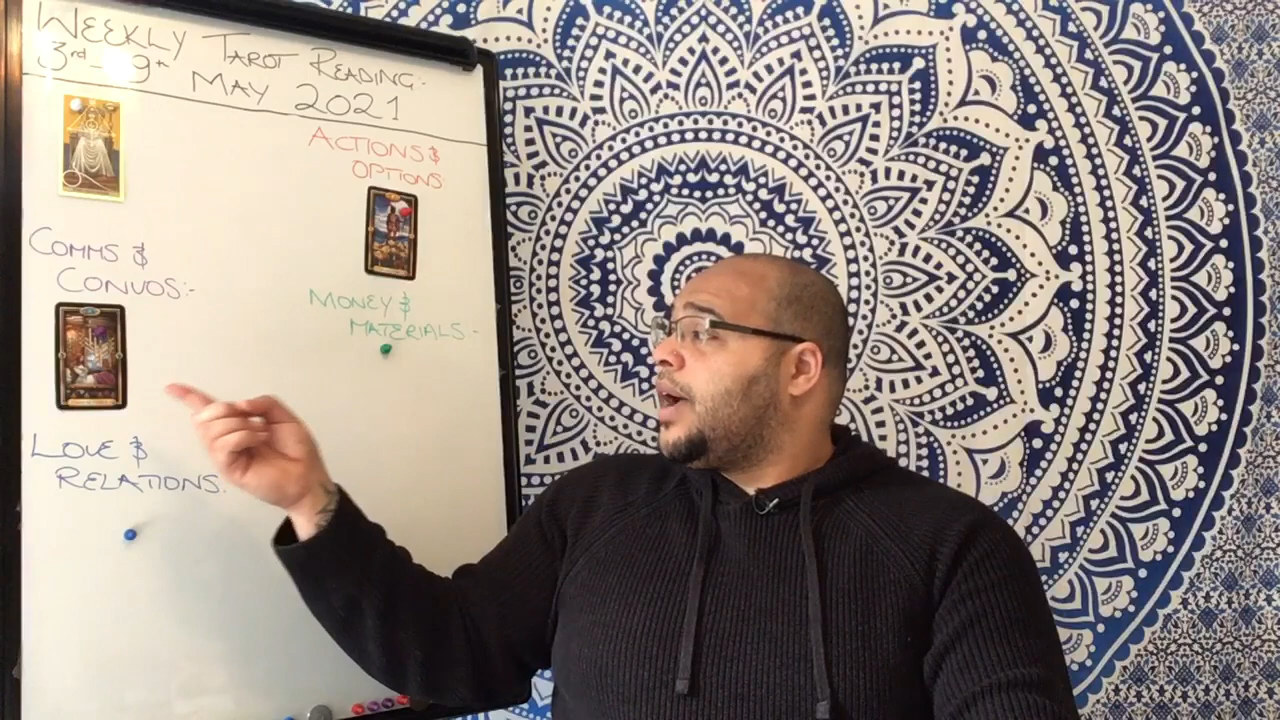 WEEKLY TAROT READING:-
3rd - 9th MAY 2021
ACTIONS &
OPTIONS
COMMS &
CONVOS:-
MONEY &
MATERIALS-
LOVE &
RELATIONS.